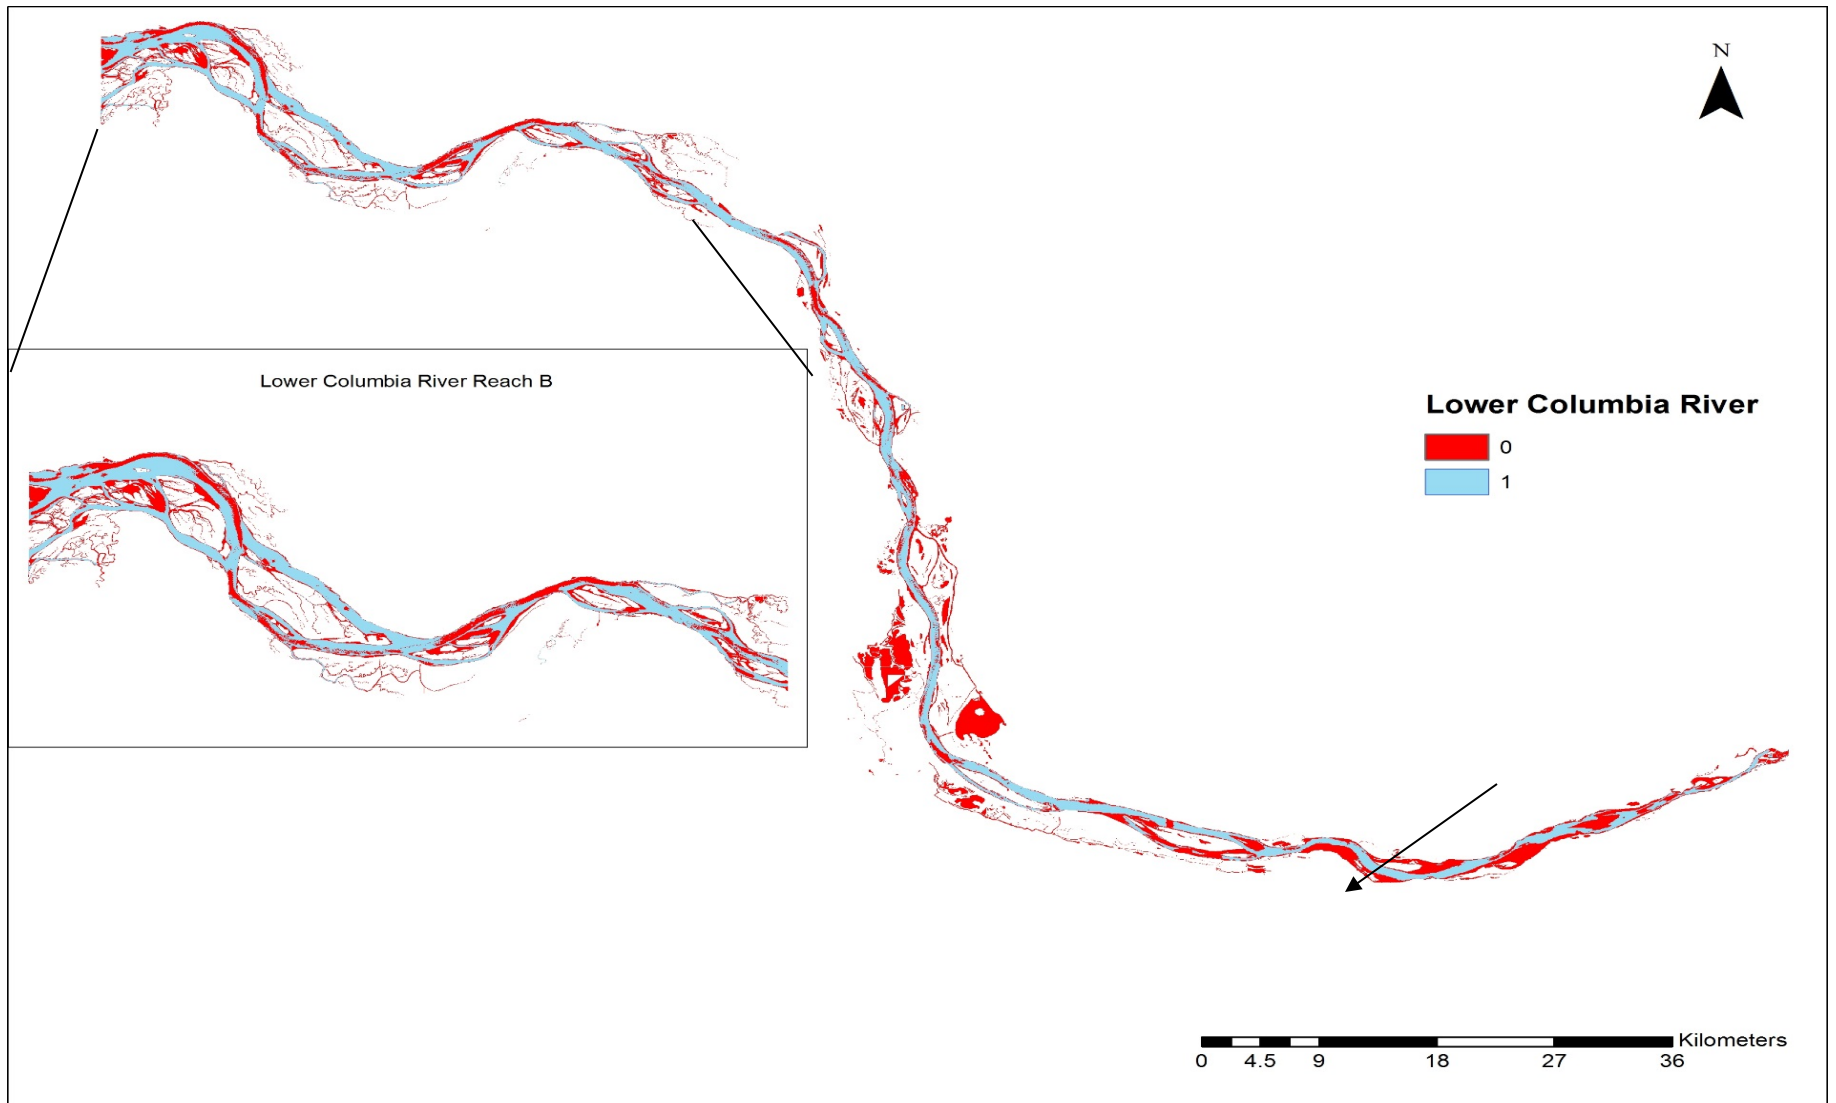 N
Lower Columbia River Reach B
Lower Columbia River
0
1
Kilometers
0 4.5 9 18 27 36